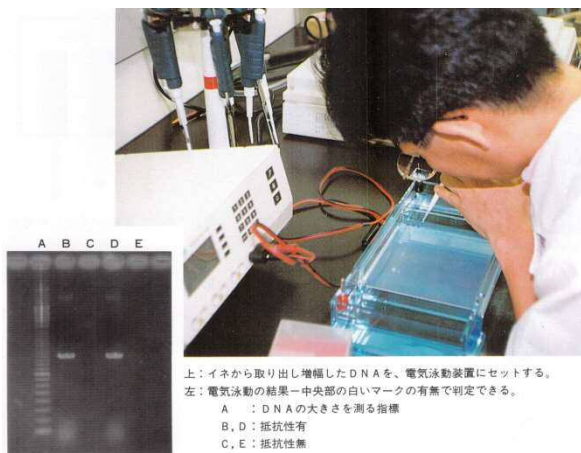 A B C D E
上：イネから取り出し増幅したＤＮＡを、電気泳動装置にセットする。
左：電気泳動の結果－中央部の白いマークの有無で判定できる。
Ａ　：ＤＮＡの大きさを測る指標
Ｂ，Ｄ：抵抗性有
Ｃ，Ｅ：抵抗性無